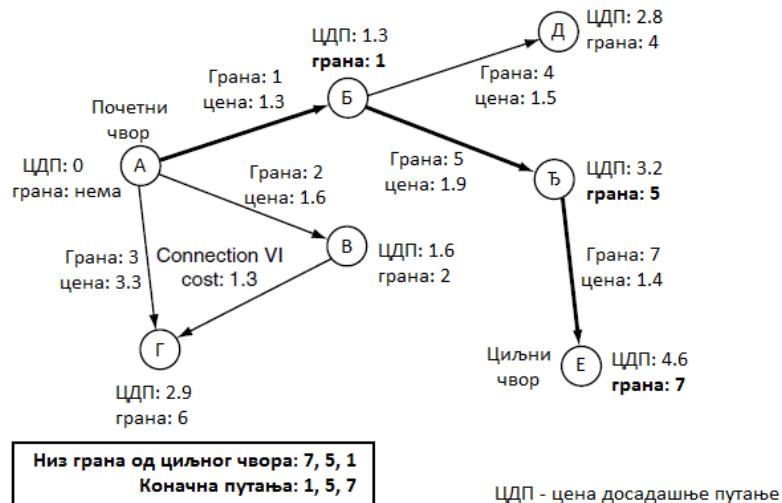 ЦДП: 1.3
грана: 1
Б
Д
ЦДП: 2.8
грана: 4
Грана: 1
цена: 1.3
Грана: 4
цена: 1.5
Почетни
чвор
ЦДП: 0
грана: нема
А
Грана: 2
цена: 1.6
Грана: 5
цена: 1.9
Ђ
ЦДП: 3.2
грана: 5
Грана: 3
цена: 3.3
Connection VI
cost: 1.3
В
ЦДП: 1.6
грана: 2
Грана: 7
цена: 1.4
Г
ЦДП: 2.9
грана: 6
Циљни
чвор
Е
ЦДП: 4.6
грана: 7
Низ грана од циљног чвора: 7, 5, 1
Коначна путања: 1, 5, 7
ЦДП - цена досадашње путање